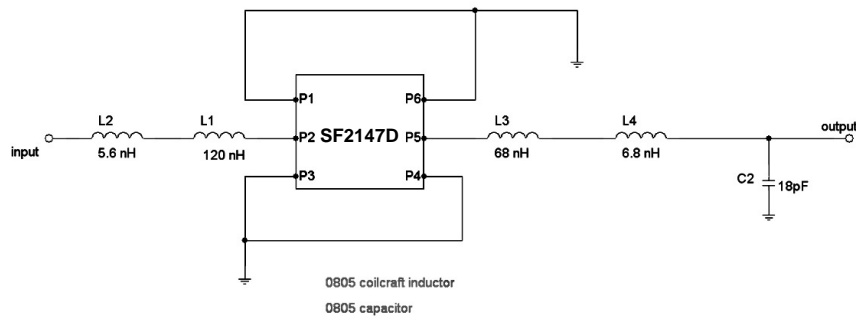 P1
P6
L2
L1
L3
L4
input
5.6 nH
120 nH
P2
SF2147D
P5
68 nH
6.8 nH
output
P3
P4
C2
18pF
0805 coilcraft inductor
0805 capacitor